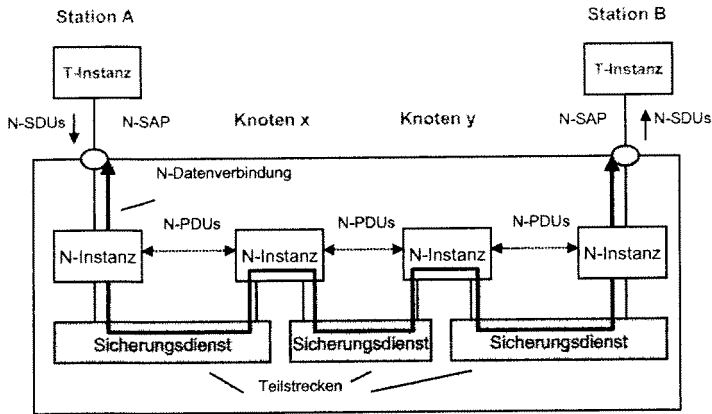 Station A
Station B
T-Instanz
T-Instanz
N-SDUs
N-SAP
Knoten x
Knoten y
N-SAP
N-SDUs
N-Datenverbindung
N-PDUs
N-PDUs
N-PDUs
N-Instanz
N-Instanz
N-Instanz
N-Instanz
Sicherungsdienst
Sicherungsdienst
Sicherungsdienst
Teilstrecken